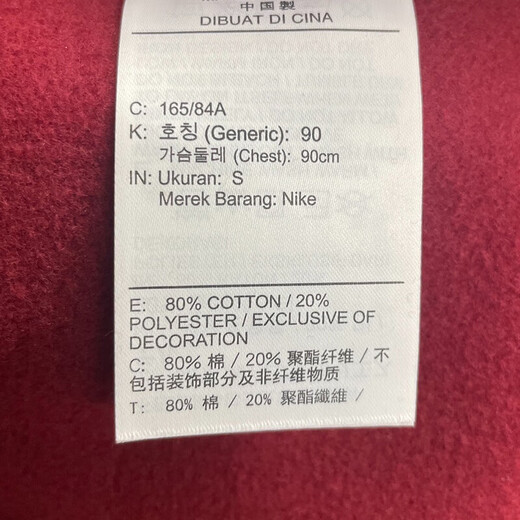 中国製
DIBUAT DI CINA
C: 165/84A
K: 호칭 (Generic): 90
가슴둘레 (Chest): 90cm
IN: Ukuran: S
Merek Barang: Nike
E: 80% COTTON / 20%
POLYESTER / EXCLUSIVE OF
DECORATION
C: 80% 棉 / 20% 聚酯纤维 / 不
包括装饰部分及非纤维物质
T: 80% 棉 / 20% 聚酯纖維 /